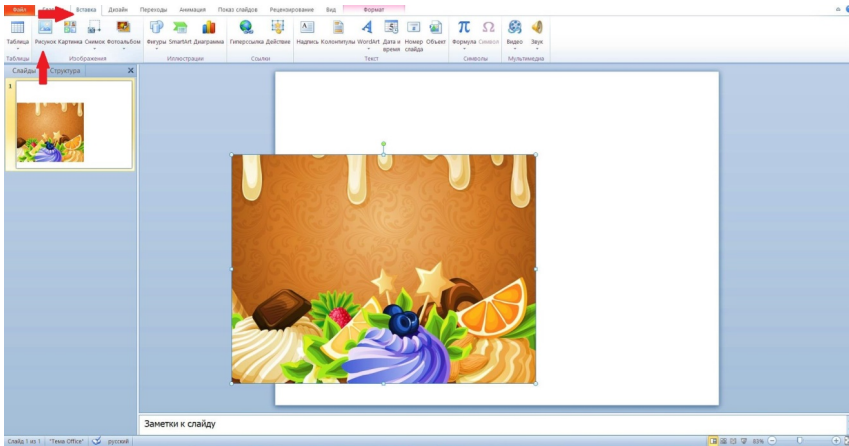 Файл Вставка Дизайн Переходы Анимация Показ слайдов Рецензирование Вид Формат
Таблица Рисунок Картинка Снимок Фотоальбом Фигуры SmartArt Диаграмма Гиперссылка Действие Надпись Колонтитулы WordArt Дата и время Номер слайда Объект Формула Символ Видео Звук
Таблицы Изображения Иллюстрации Ссылки Текст Символы Мультимедиа
Слайды Структура
1
Заметки к слайду
Слайд 1 из 1 "Тема Office" русский 83%